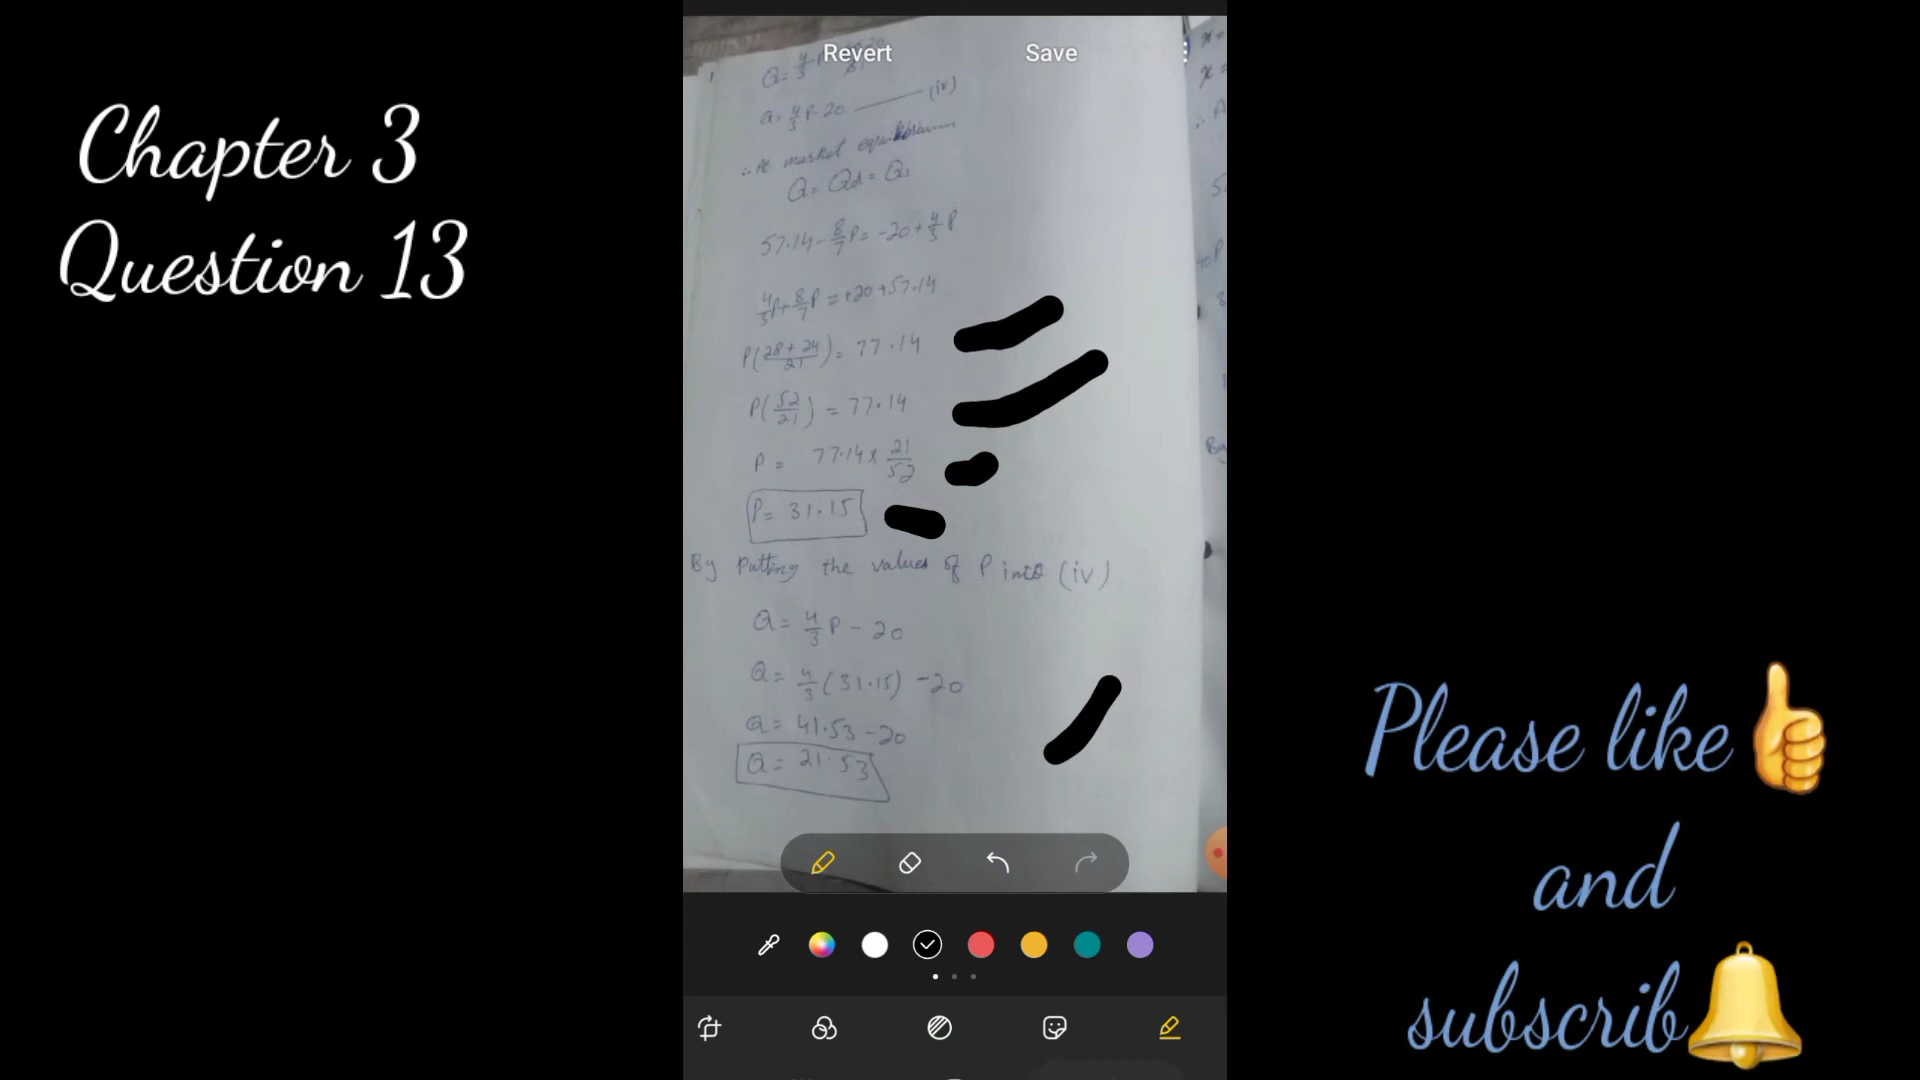 Chapter 3
Question 13
Revert
Save
Q = 4/3 P
Q = 4/3 P - 20 ——— (iv)
∴ At market equilibrium
Q = Qd = Qs
57.14 - 8/7 P = -20 + 4/3 P
4/3 P + 8/7 P = +20 + 57.14
P(28 + 24 / 21) = 77.14
P(52/21) = 77.14
P = 77.14 x 21/52
P = 31.15
By Putting the values of P into (iv)
Q = 4/3 P - 20
Q = 4/3 (31.15) - 20
Q = 41.53 - 20
Q = 21.53
By
Please like
and
subscrib